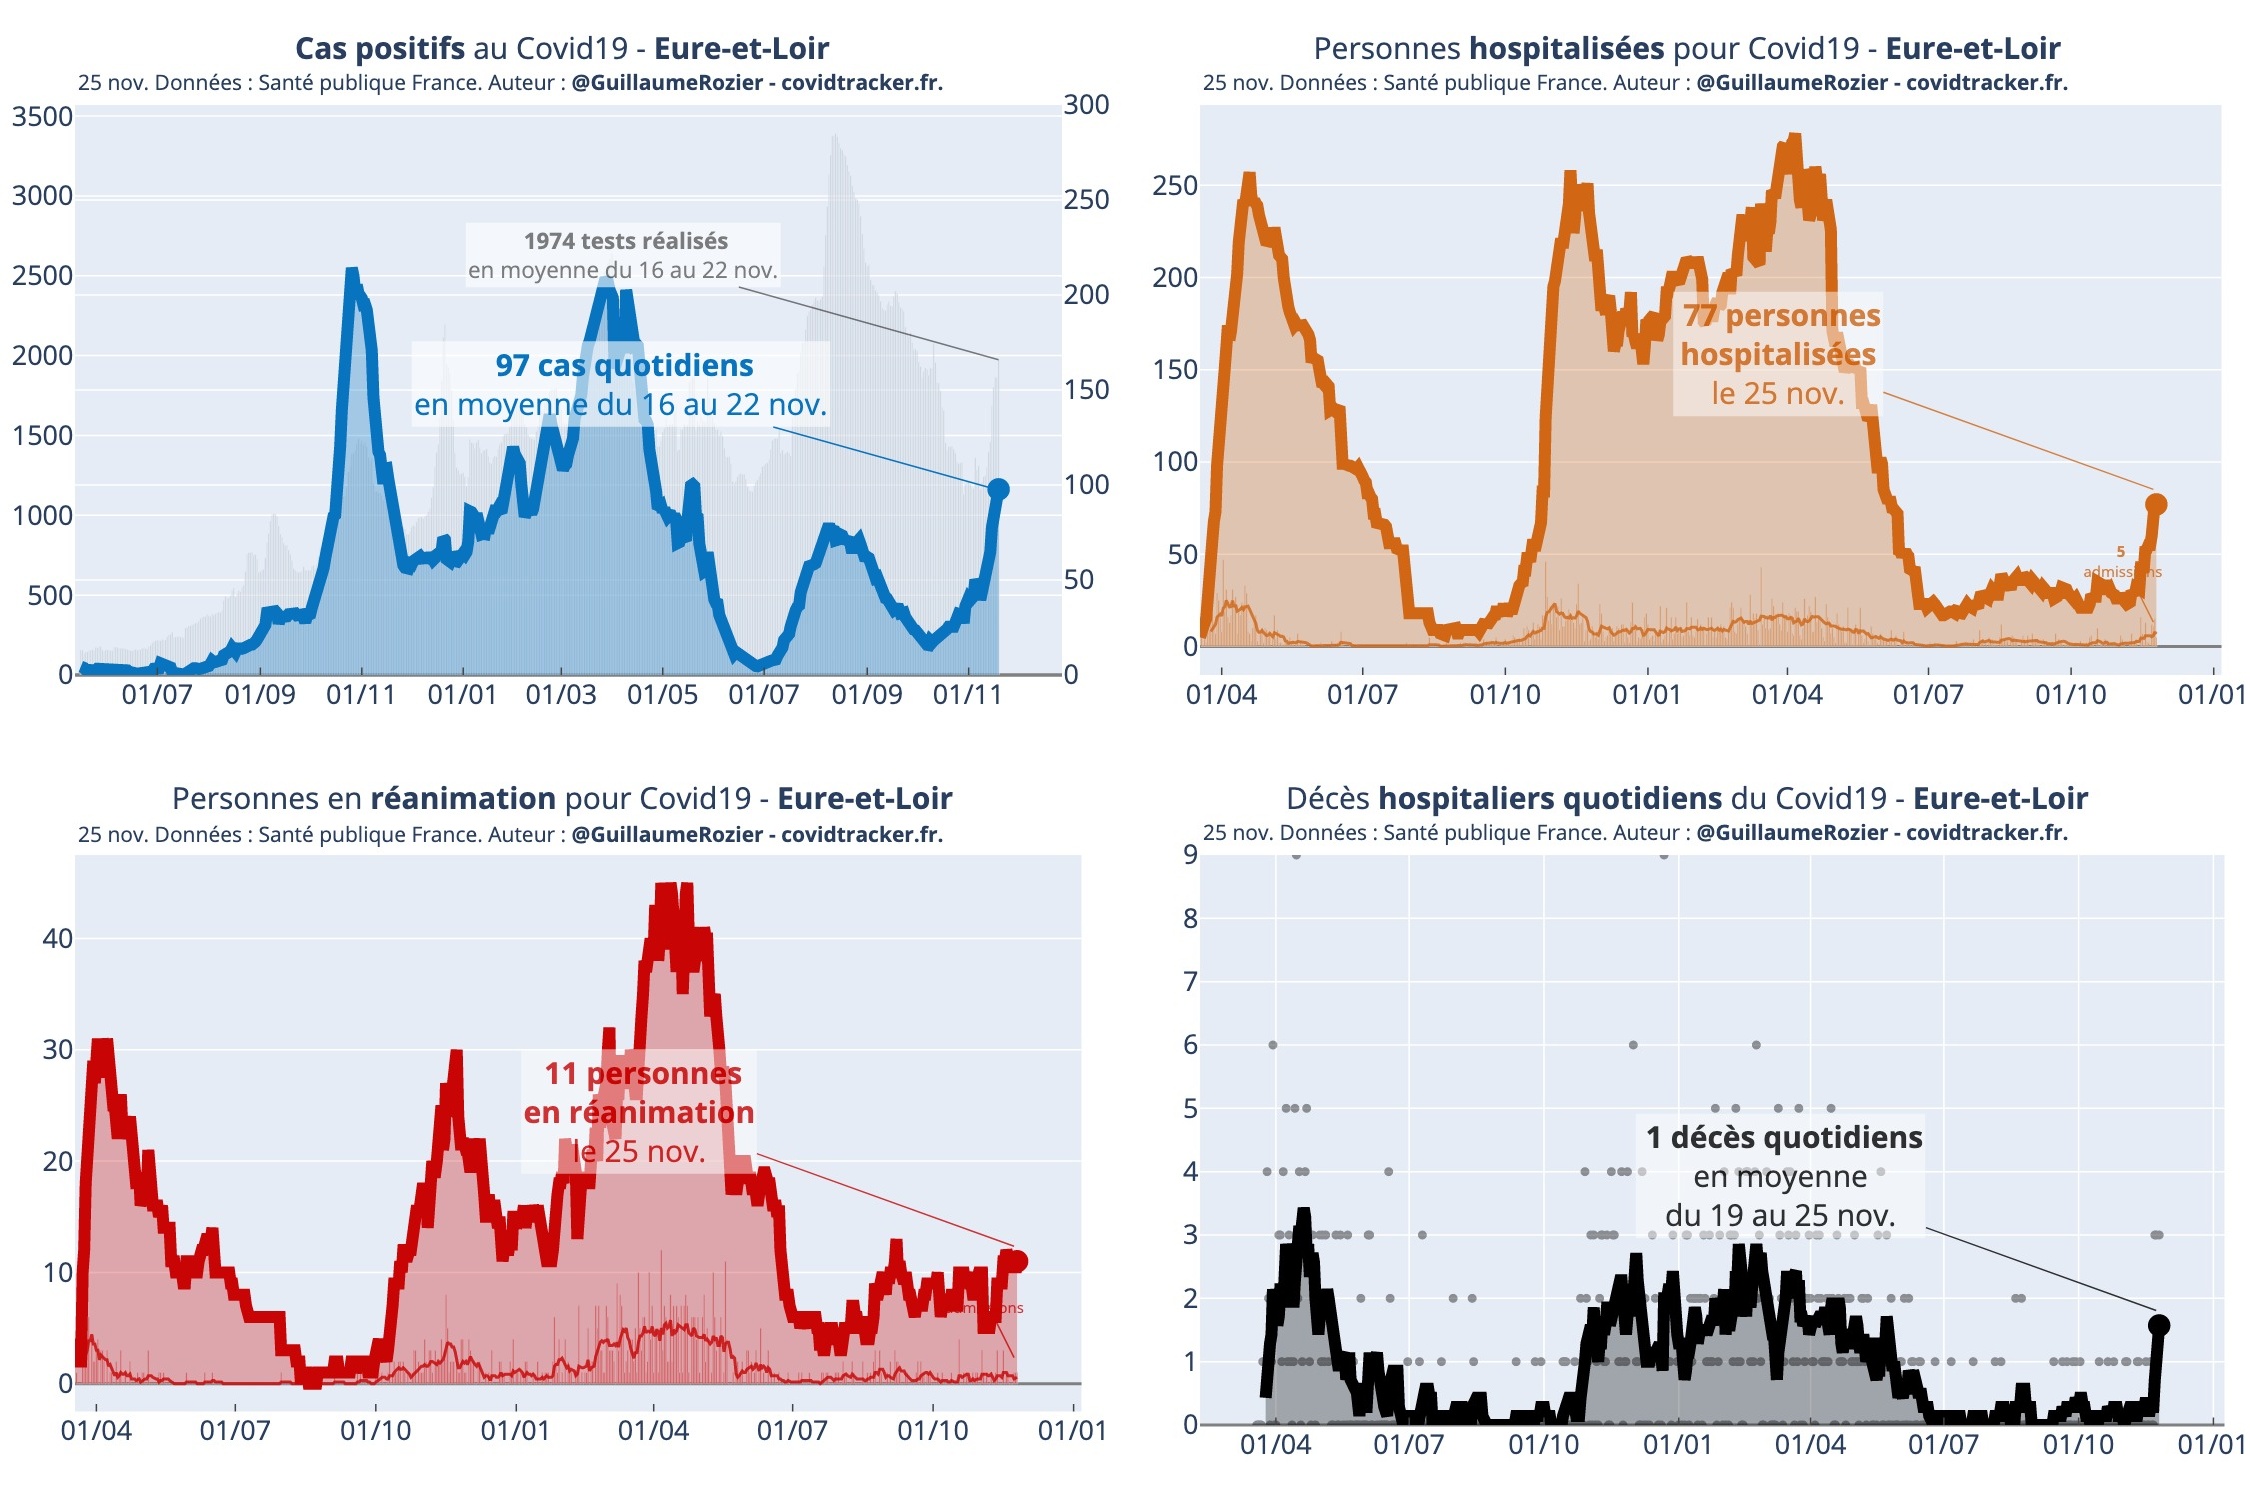 Cas positifs au Covid19 - Eure-et-Loir
25 nov. Données : Santé publique France. Auteur : @GuillaumeRozier - covidtracker.fr.
3500
3000
2500
2000
1500
1000
500
0
300
250
200
150
100
50
0
1974 tests réalisés
en moyenne du 16 au 22 nov.
97 cas quotidiens
en moyenne du 16 au 22 nov.
01/07 01/09 01/11 01/01 01/03 01/05 01/07 01/09 01/11
Personnes hospitalisées pour Covid19 - Eure-et-Loir
25 nov. Données : Santé publique France. Auteur : @GuillaumeRozier - covidtracker.fr.
250
200
150
100
50
0
77 personnes
hospitalisées
le 25 nov.
5
admissions
01/04 01/07 01/10 01/01 01/04 01/07 01/10 01/01
Personnes en réanimation pour Covid19 - Eure-et-Loir
25 nov. Données : Santé publique France. Auteur : @GuillaumeRozier - covidtracker.fr.
40
30
20
10
0
11 personnes
en réanimation
le 25 nov.
admissions
01/04 01/07 01/10 01/01 01/04 01/07 01/10 01/01
Décès hospitaliers quotidiens du Covid19 - Eure-et-Loir
25 nov. Données : Santé publique France. Auteur : @GuillaumeRozier - covidtracker.fr.
9
8
7
6
5
4
3
2
1
0
1 décès quotidiens
en moyenne
du 19 au 25 nov.
01/04 01/07 01/10 01/01 01/04 01/07 01/10 01/01